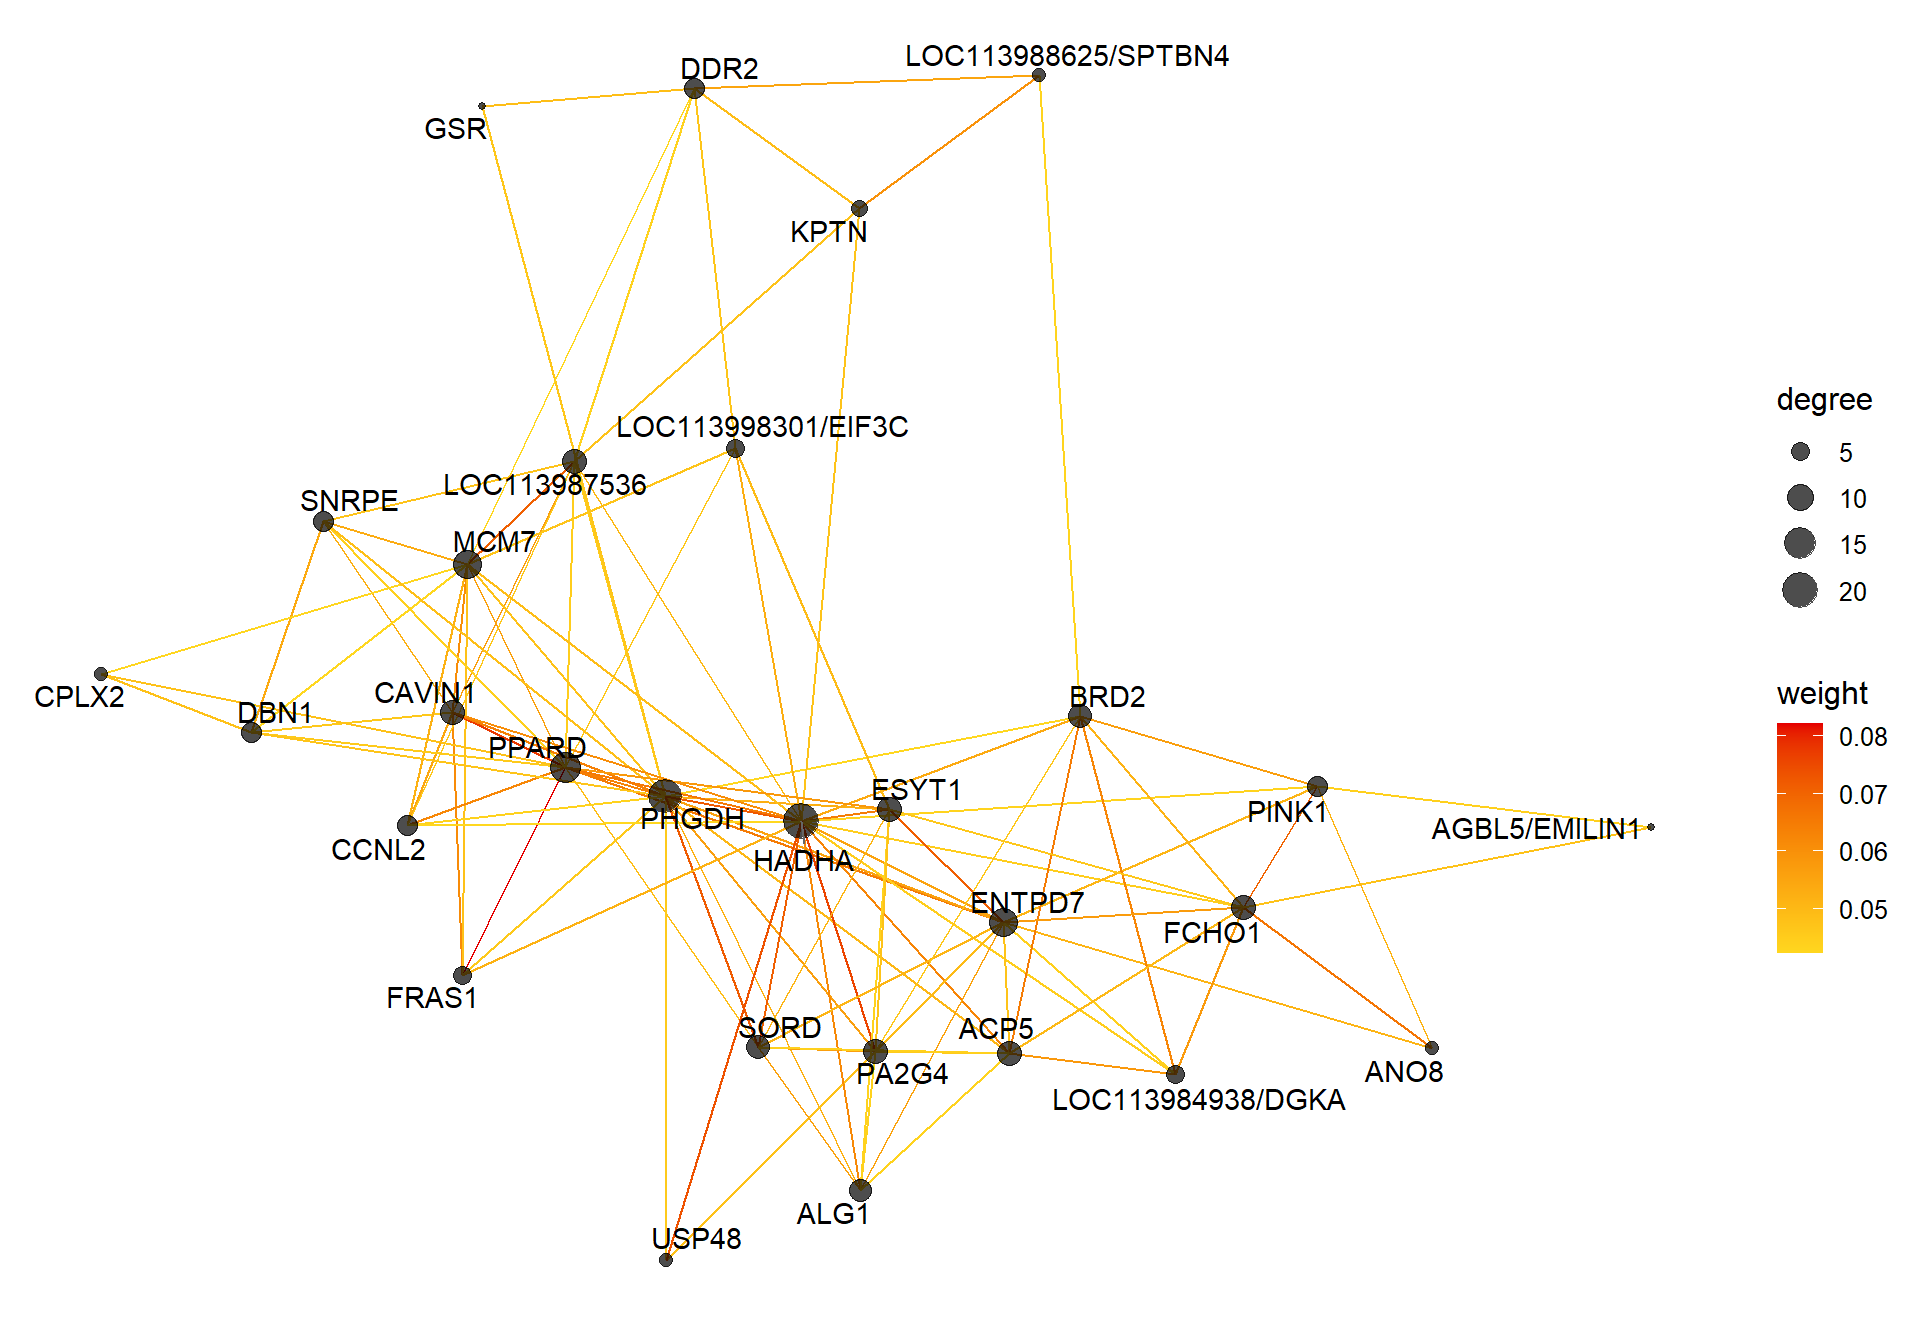 LOC113988625/SPTBN4
DDR2
GSR
KPTN
degree
5
10
15
20
LOC113998301/EIF3C
LOC113987536
SNRPE
MCM7
CPLX2
DBN1
CAVIN1
PPARD
BRD2
weight
0.08
0.07
0.06
0.05
ESYT1
PINK1
PHGDH
AGBL5/EMILIN1
CCNL2
HADHA
ENTPD7
FCHO1
FRAS1
SORD
ACP5
PA2G4
ANO8
LOC113984938/DGKA
ALG1
USP48